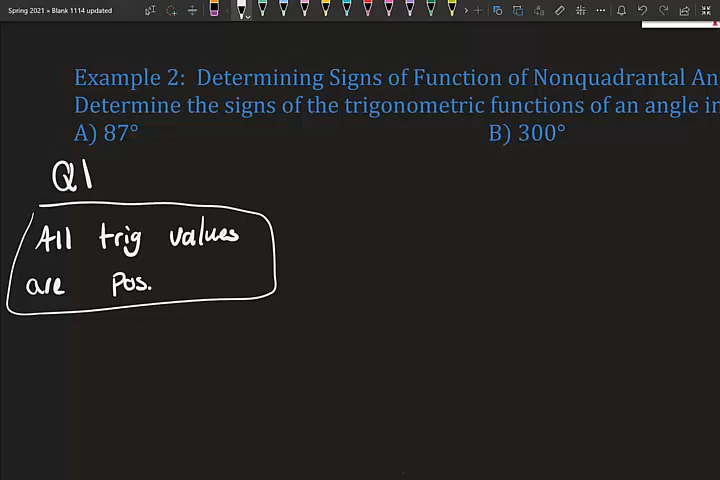 Spring 2021 » Blank 1114 updated
Example 2: Determining Signs of Function of Nonquadrantal An
Determine the signs of the trigonometric functions of an angle in
A) 87° B) 300°
Q1
All trig values
are pos.